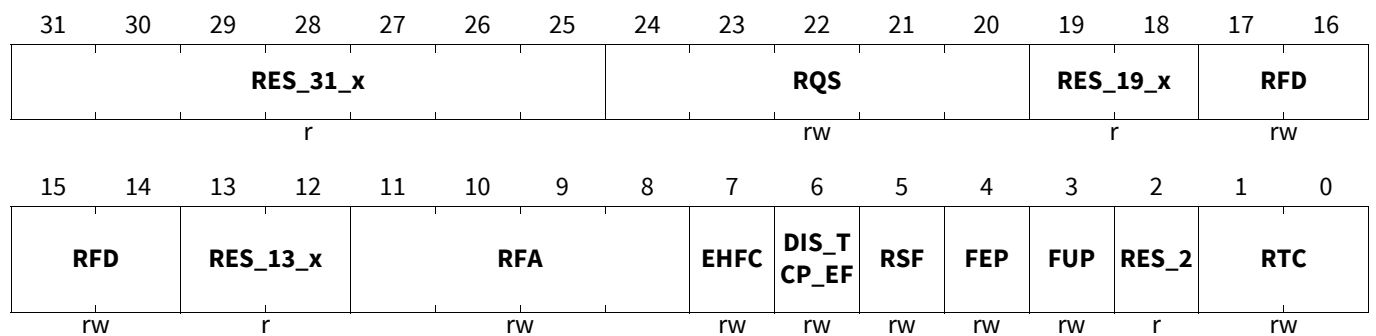 31 30 29 28 27 26 25 24 23 22 21 20 19 18 17 16
RES_31_x RQS RES_19_x RFD
r rw r rw
15 14 13 12 11 10 9 8 7 6 5 4 3 2 1 0
RFD RES_13_x RFA EHFC DIS_T CP_EF RSF FEP FUP RES_2 RTC
rw r rw rw rw rw rw rw r rw